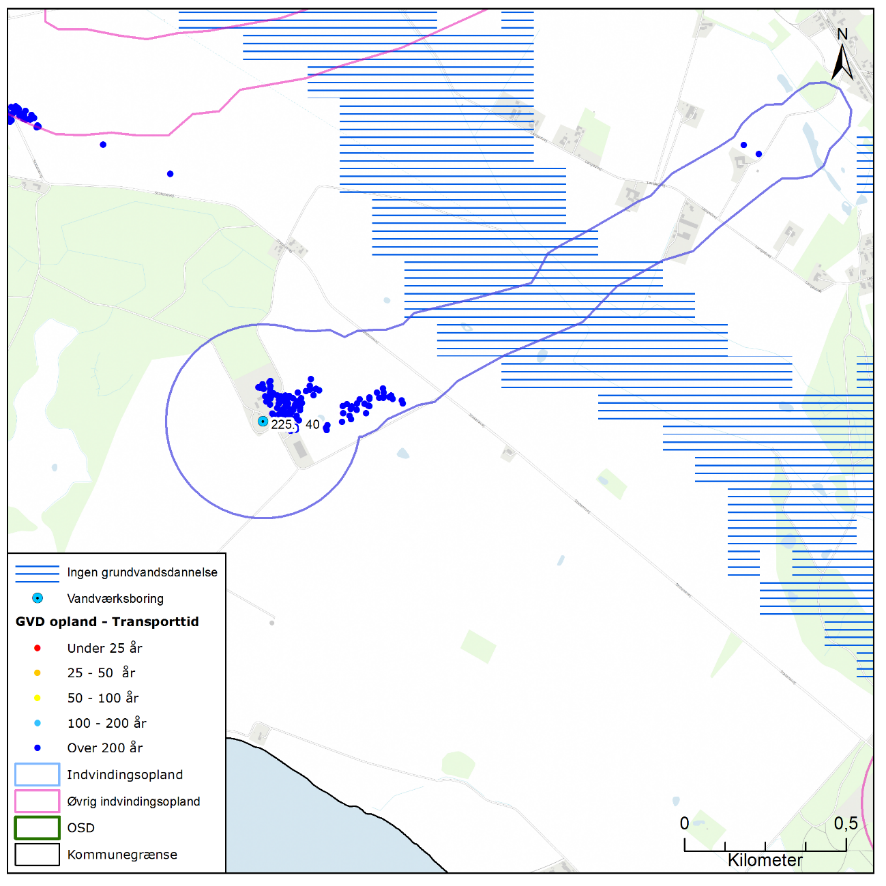 N
225. 40
Ingen grundvandsdannelse
Vandværksboring
GVD opland - Transporttid
Under 25 år
25 - 50 år
50 - 100 år
100 - 200 år
Over 200 år
Indvindingsopland
Øvrig indvindingsopland
OSD
Kommunegrænse
0 0,5
Kilometer